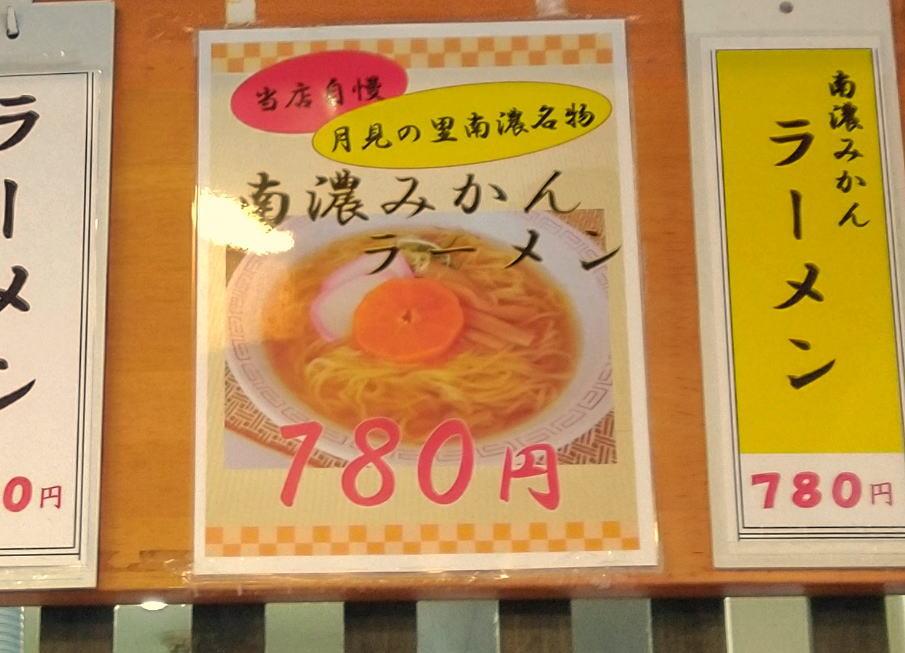 ラーメン
0円
当店自慢
月見の里南濃名物
南濃みかん
ラーメン
780円
南濃みかん
ラーメン
780円